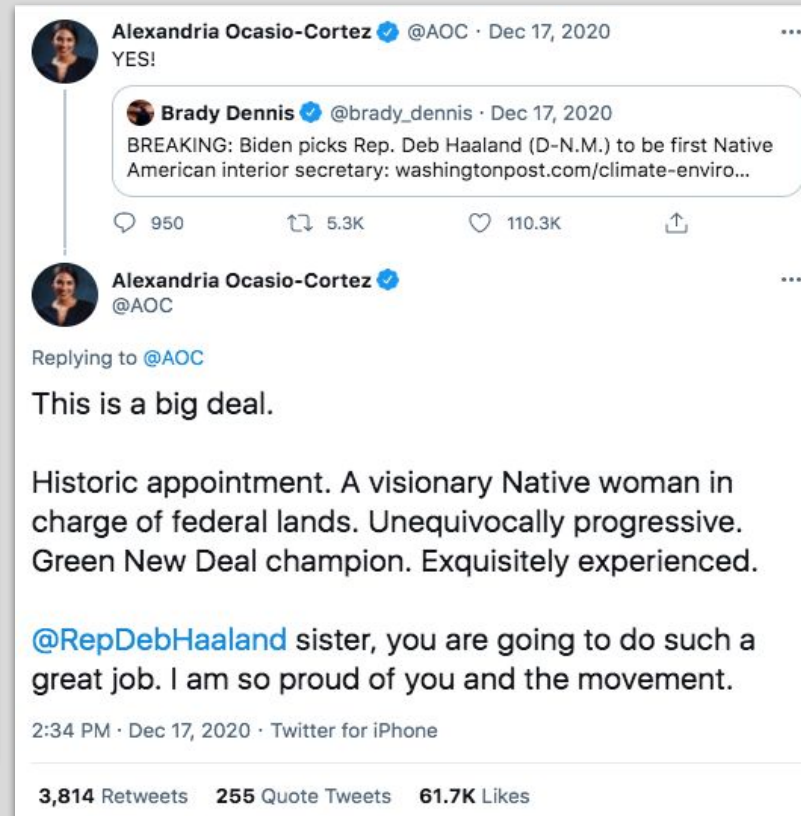 Alexandria Ocasio-Cortez @AOC · Dec 17, 2020
YES!
Brady Dennis @brady_dennis · Dec 17, 2020
BREAKING: Biden picks Rep. Deb Haaland (D-N.M.) to be first Native
American interior secretary: washingtonpost.com/climate-enviro...
950 5.3K 110.3K
Alexandria Ocasio-Cortez
@AOC
Replying to @AOC
This is a big deal.
Historic appointment. A visionary Native woman in
charge of federal lands. Unequivocally progressive.
Green New Deal champion. Exquisitely experienced.
@RepDebHaaland sister, you are going to do such a
great job. I am so proud of you and the movement.
2:34 PM · Dec 17, 2020 · Twitter for iPhone
3,814 Retweets 255 Quote Tweets 61.7K Likes